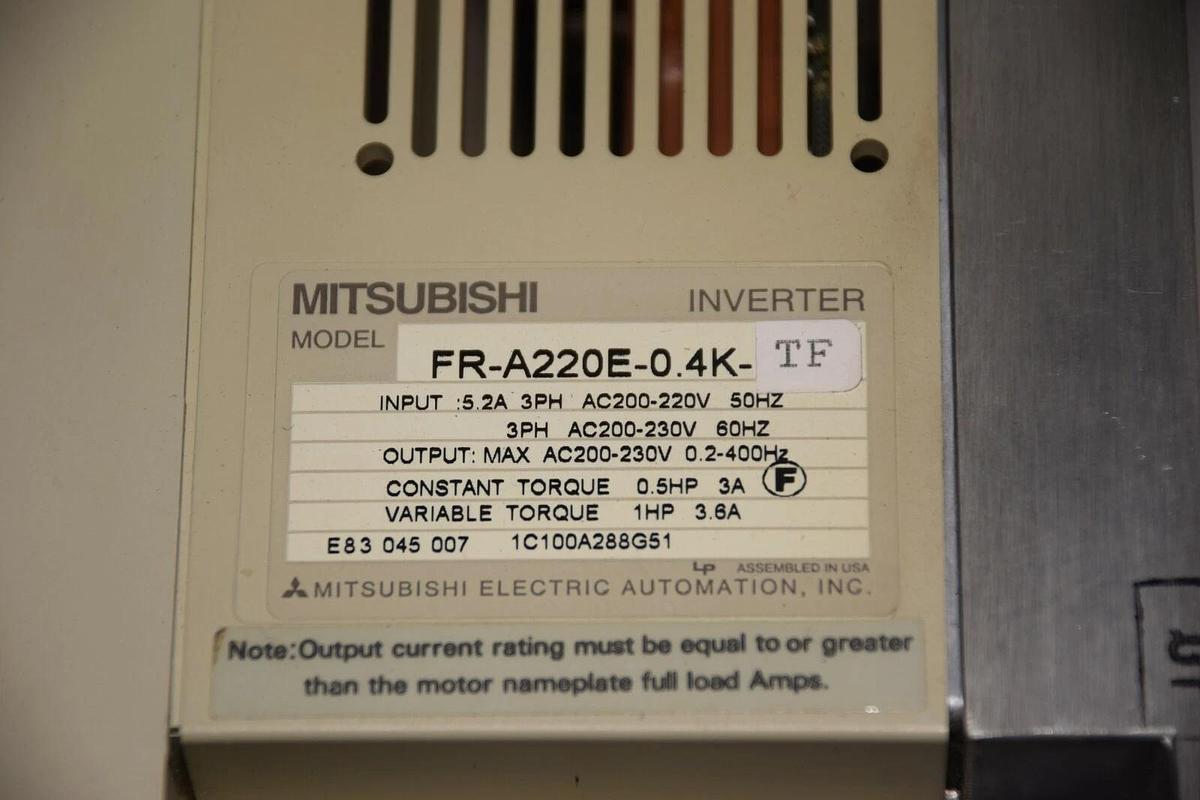 MITSUBISHI INVERTER
MODEL FR-A220E-0.4K- TF
INPUT :5.2A 3PH AC200-220V 50HZ
3PH AC200-230V 60HZ
OUTPUT: MAX AC200-230V 0.2-400Hz
CONSTANT TORQUE 0.5HP 3A F
VARIABLE TORQUE 1HP 3.6A
E83 045 007 1C100A288G51
LP ASSEMBLED IN USA
MITSUBISHI ELECTRIC AUTOMATION, INC.
Note:Output current rating must be equal to or greater
than the motor nameplate full load Amps.